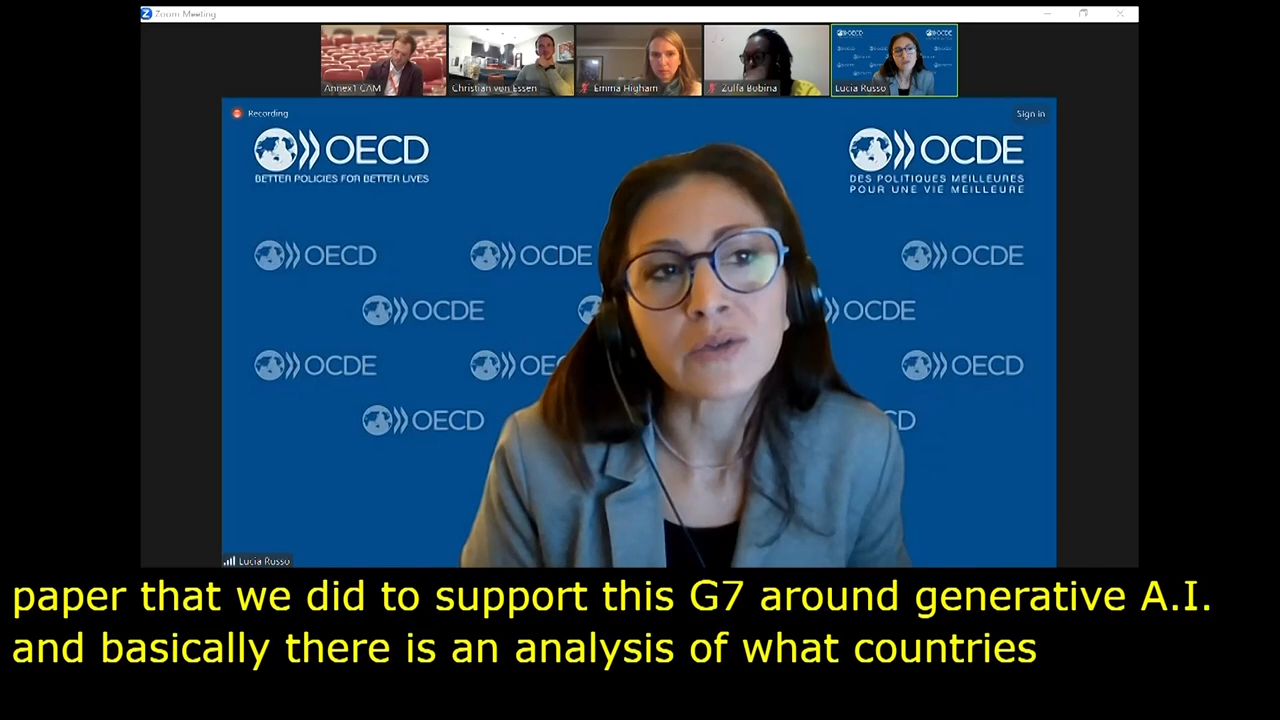 Zoom Meeting
Annex1 CAM
Christian von Essen
Emma Higham
Zulfa Bobina
Lucia Russo
Recording
Sign in
OECD
BETTER POLICIES FOR BETTER LIVES
OCDE
DES POLITIQUES MEILLEURES
POUR UNE VIE MEILLEURE
OECD
OCDE
OCDE
OCDE
OCDE
OCDE
OECD
OECD
OECD
Lucia Russo
paper that we did to support this G7 around generative A.I.
and basically there is an analysis of what countries